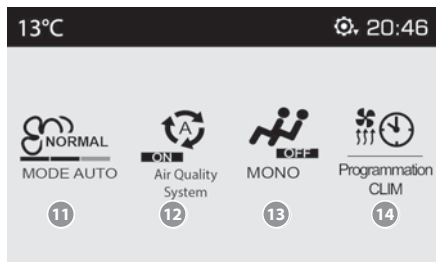 13°C 20:46
NORMAL
MODE AUTO
11
A
ON
Air Quality
System
12
OFF
MONO
13
Programmation
CLIM
14